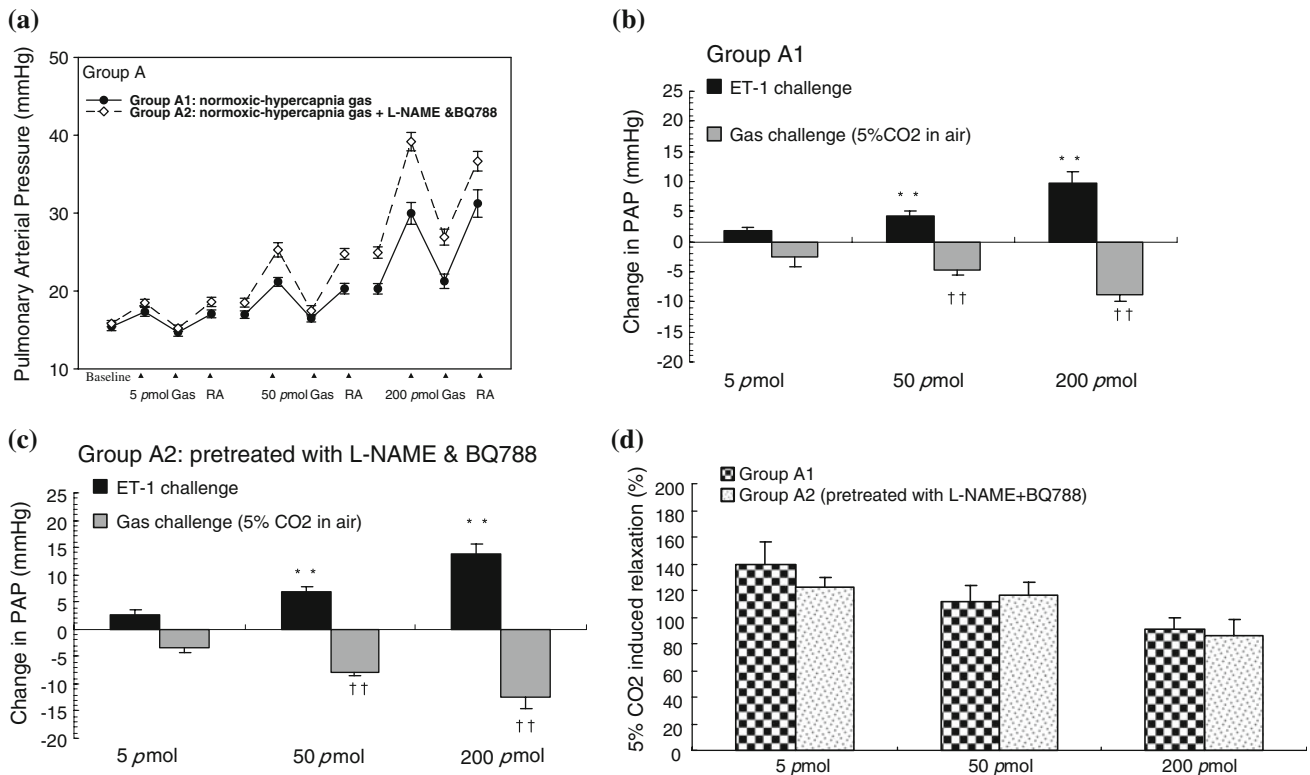 (a)
Pulmonary Arterial Pressure (mmHg)
50
40
30
20
10
Group A
Group A1: normoxic-hypercapnia gas
Group A2: normoxic-hypercapnia gas + L-NAME &BQ788
Baseline
5 pmol Gas RA 50 pmol Gas RA 200 pmol Gas RA
(b)
Group A1
ET-1 challenge
Gas challenge (5%CO2 in air)
Change in PAP (mmHg)
25
20
15
10
5
0
-5
-10
-15
-20
* *
* *
† †
† †
5 pmol 50 pmol 200 pmol
(c)
Group A2: pretreated with L-NAME & BQ788
ET-1 challenge
Gas challenge (5% CO2 in air)
Change in PAP (mmHg)
25
20
15
10
5
0
-5
-10
-15
-20
* *
* *
† †
† †
5 pmol 50 pmol 200 pmol
(d)
Group A1
Group A2 (pretreated with L-NAME+BQ788)
5% CO2 induced relaxation (%)
200
180
160
140
120
100
80
60
40
20
0
5 pmol 50 pmol 200 pmol